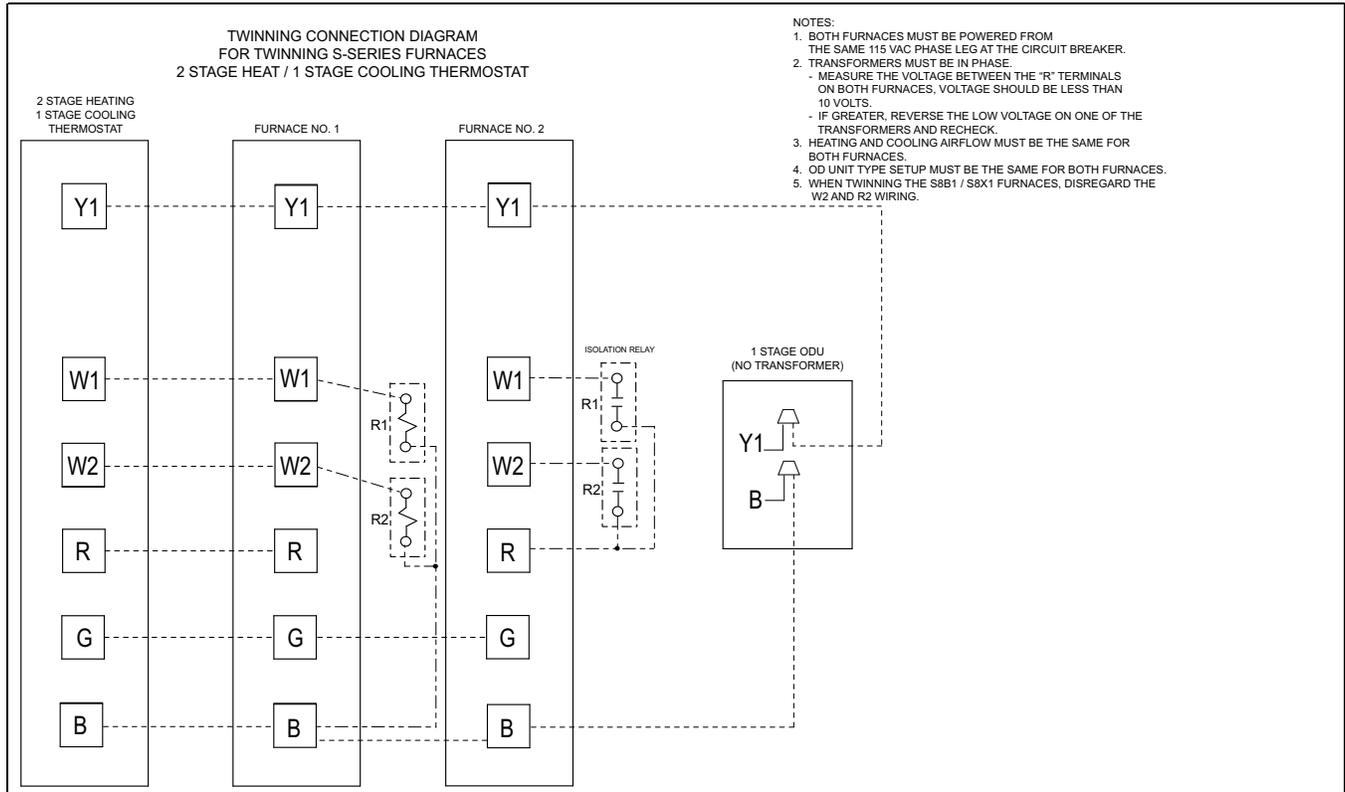 TWINNING CONNECTION DIAGRAM
FOR TWINNING S-SERIES FURNACES
2 STAGE HEAT / 1 STAGE COOLING THERMOSTAT
NOTES:
1. BOTH FURNACES MUST BE POWERED FROM
THE SAME 115 VAC PHASE LEG AT THE CIRCUIT BREAKER.
2. TRANSFORMERS MUST BE IN PHASE.
- MEASURE THE VOLTAGE BETWEEN THE “R” TERMINALS
ON BOTH FURNACES, VOLTAGE SHOULD BE LESS THAN
10 VOLTS.
- IF GREATER, REVERSE THE LOW VOLTAGE ON ONE OF THE
TRANSFORMERS AND RECHECK.
3. HEATING AND COOLING AIRFLOW MUST BE THE SAME FOR
BOTH FURNACES.
4. OD UNIT TYPE SETUP MUST BE THE SAME FOR BOTH FURNACES.
5. WHEN TWINNING THE S8B1 / S8X1 FURNACES, DISREGARD THE
W2 AND R2 WIRING.
2 STAGE HEATING
1 STAGE COOLING
THERMOSTAT
Y1
W1
W2
R
G
B
FURNACE NO. 1
Y1
W1
W2
R
G
B
R1
R2
FURNACE NO. 2
Y1
W1
W2
R
G
B
ISOLATION RELAY
R1
R2
1 STAGE ODU
(NO TRANSFORMER)
Y1
B